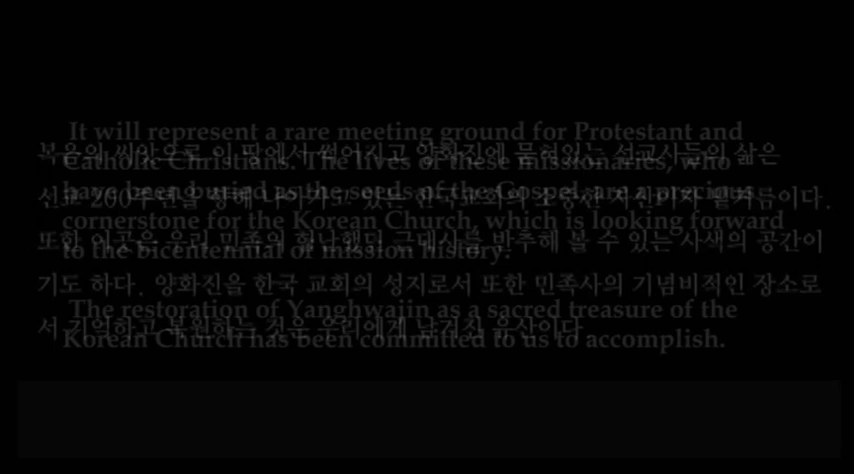 It will represent a rare meeting ground for Protestant and
Catholic Christians. The lives of these missionaries, who
have been buried as the seeds of the Gospel, are a precious
cornerstone for the Korean Church, which is looking forward
to the bicentennial of mission history.
The restoration of Yanghwajin as a sacred treasure of the
Korean Church has been committed to us to accomplish.
복음의 씨앗으로 이 땅에서 양화진에 묻혀있는 선교사들의 삶은
선교 200주년을 향해 나아가고 있는 한국교회의 소중한 자산이자 밑거름이다.
또한 이곳은 우리 민족의 험난했던 근대사를 반추해 볼 수 있는 사색의 공간이
기도 하다. 양화진을 한국 교회의 성지로서 또한 민족사의 기념비적인 장소로
서 기억하고 복원하는 것은 우리에게 남겨진 유산이다